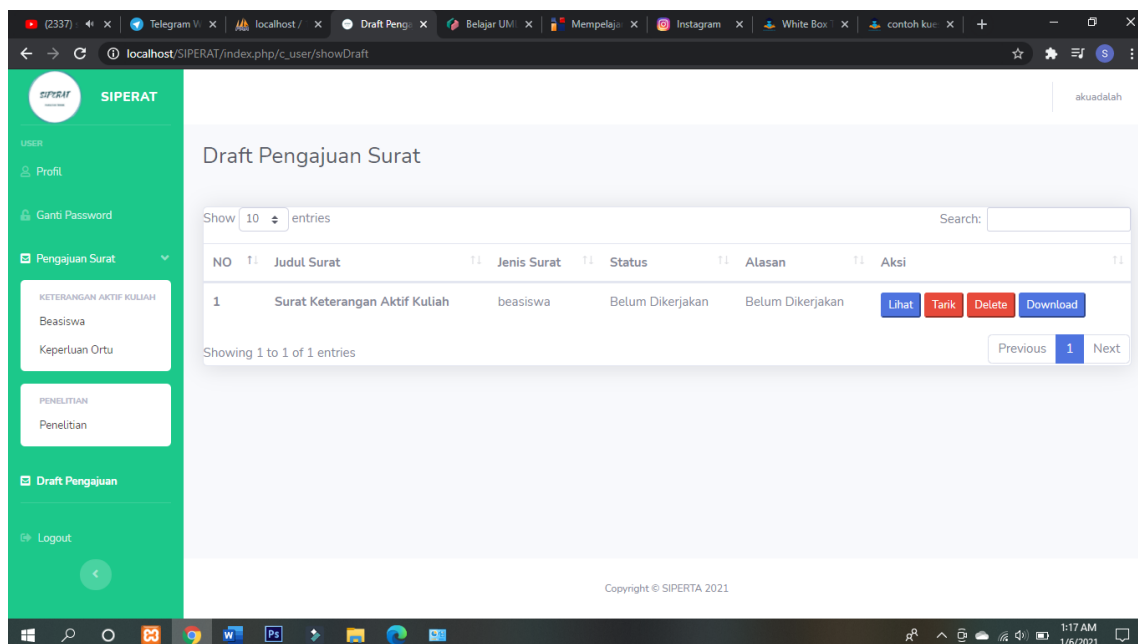 (2337)
Telegram W
localhost /
Draft Penga
Belajar UM
Mempelaja
Instagram
White Box
contoh kue
localhost/SIPERAT/index.php/c_user/showDraft
S
SIPERAT
SIPERAT
akuadalah
USER
Profil
Ganti Password
Pengajuan Surat
KETERANGAN AKTIF KULIAH
Beasiswa
Keperluan Ortu
PENELITIAN
Penelitian
Draft Pengajuan
Logout
Draft Pengajuan Surat
Show 10 entries
Search:
NO Judul Surat Jenis Surat Status Alasan Aksi
1 Surat Keterangan Aktif Kuliah beasiswa Belum Dikerjakan Belum Dikerjakan Lihat Tarik Delete Download
Showing 1 to 1 of 1 entries
Previous 1 Next
Copyright © SIPERTA 2021
Ps
1:17 AM
1/6/2021